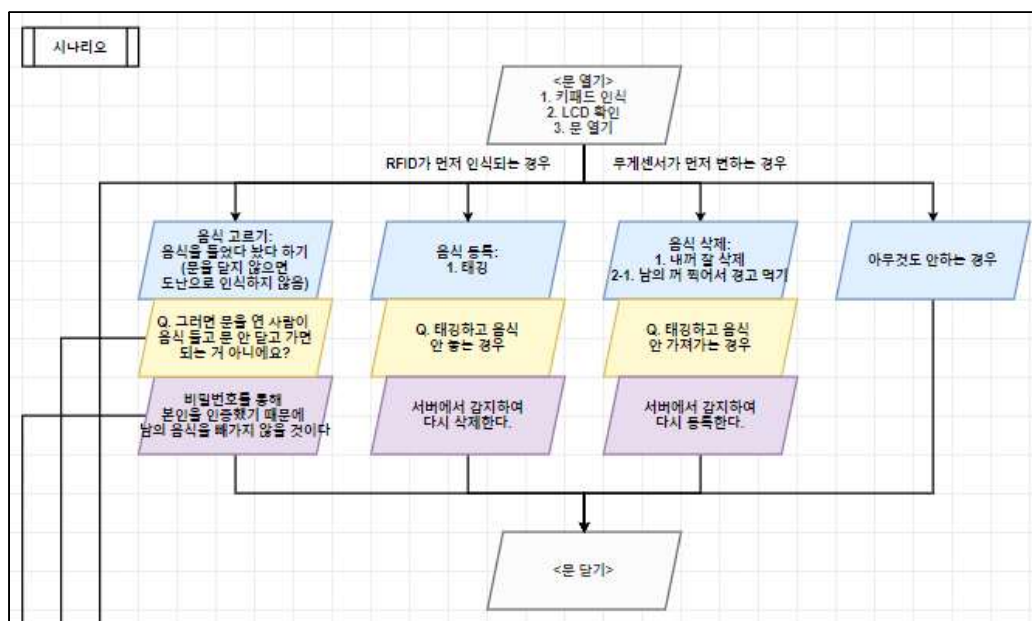 시나리오
<문 열기>
1. 키패드 인식
2. LCD 확인
3. 문 열기
RFID가 먼저 인식되는 경우
무게센서가 먼저 변하는 경우
음식 고르기:
음식을 들었다 놨다 하기
(문을 닫지 않으면
도난으로 인식하지 않음)
음식 등록:
1. 태깅
음식 삭제:
1. 내꺼 잘 삭제
2-1. 남의 꺼 찍어서 경고 먹기
아무것도 안하는 경우
Q. 그러면 문을 연 사람이
음식 들고 문 안 닫고 가면
되는 거 아니에요?
Q. 태깅하고 음식
안 놓는 경우
Q. 태깅하고 음식
안 가져가는 경우
비밀번호를 통해
본인을 인증했기 때문에
남의 음식을 빼가지 않을 것이다
서버에서 감지하여
다시 삭제한다.
서버에서 감지하여
다시 등록한다.
<문 닫기>